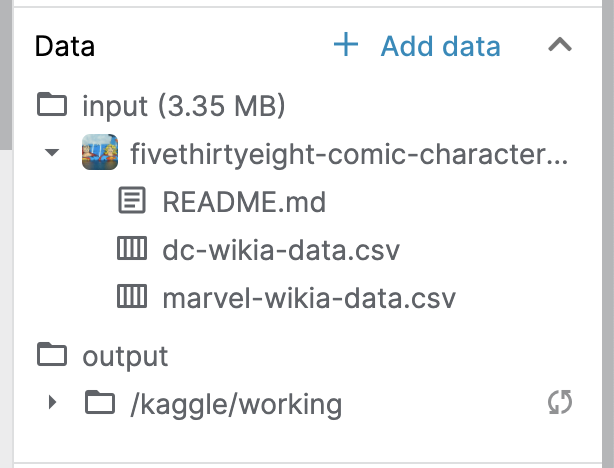 Data + Add data
input (3.35 MB)
fivethirtyeight-comic-character...
README.md
dc-wikia-data.csv
marvel-wikia-data.csv
output
/kaggle/working